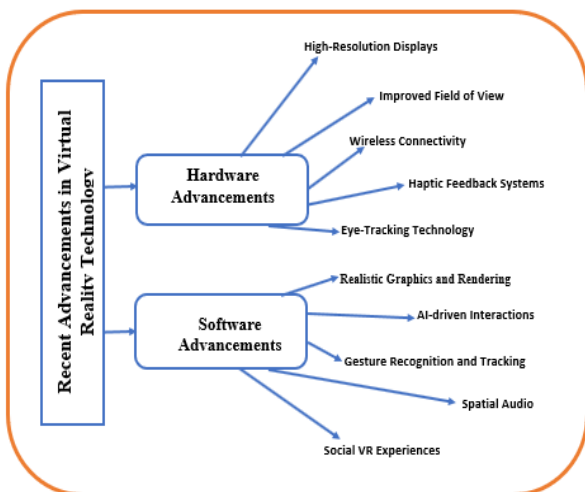 Recent Advancements in Virtual
Reality Technology
Hardware
Advancements
High-Resolution Displays
Improved Field of View
Wireless Connectivity
Haptic Feedback Systems
Eye-Tracking Technology
Software
Advancements
Realistic Graphics and Rendering
AI-driven Interactions
Gesture Recognition and Tracking
Spatial Audio
Social VR Experiences